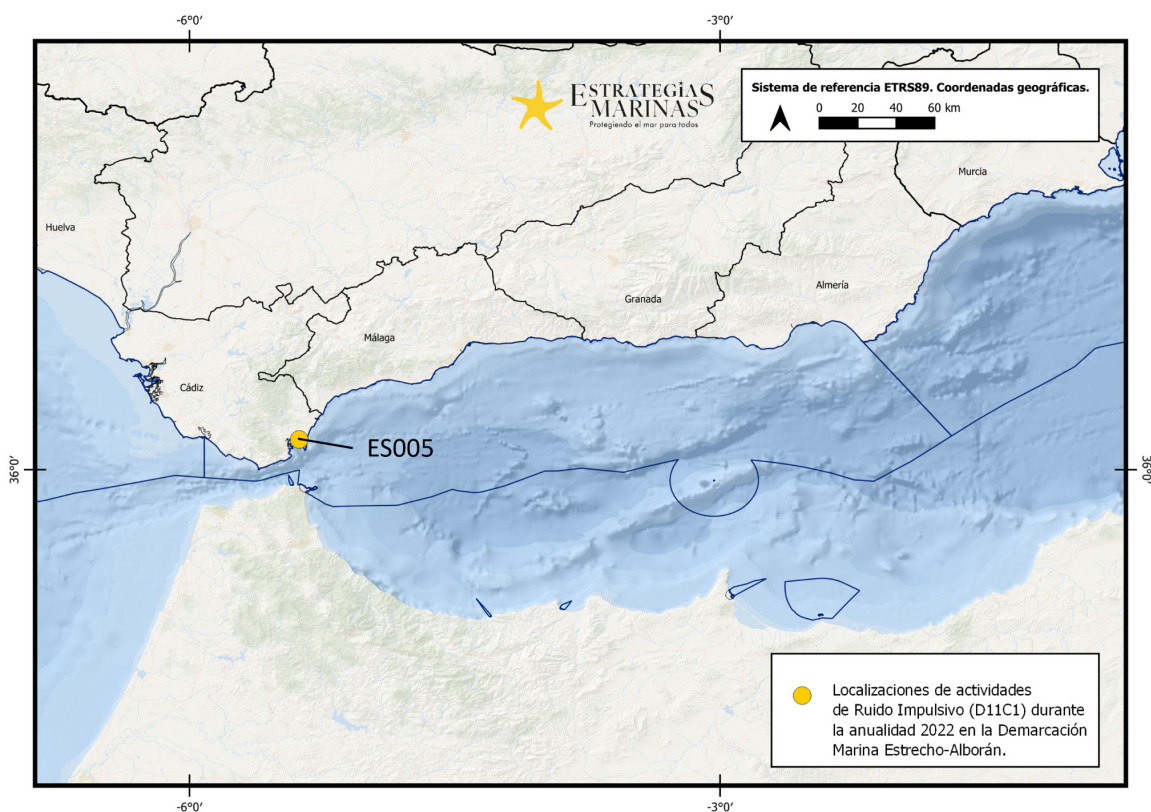 -6°0'
-3°0'
ESTRATEGIAS
MARINAS
Protegiendo el mar para todos
Sistema de referencia ETRS89. Coordenadas geográficas.
0 20 40 60 km
Murcia
Huelva
Almería
Granada
Málaga
Cádiz
ES005
36°0'
36°0'
Localizaciones de actividades
de Ruido Impulsivo (D11C1) durante
la anualidad 2022 en la Demarcación
Marina Estrecho-Alborán.
-6°0'
-3°0'